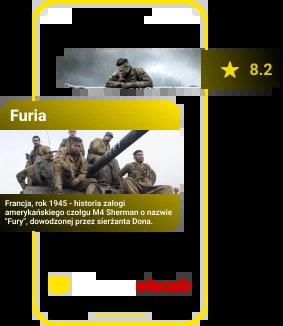 8.2
Furia
Francja, rok 1945 - historia załogi
amerykańskiego czołgu M4 Sherman o nazwie
"Fury", dowodzonej przez sierżanta Dona.